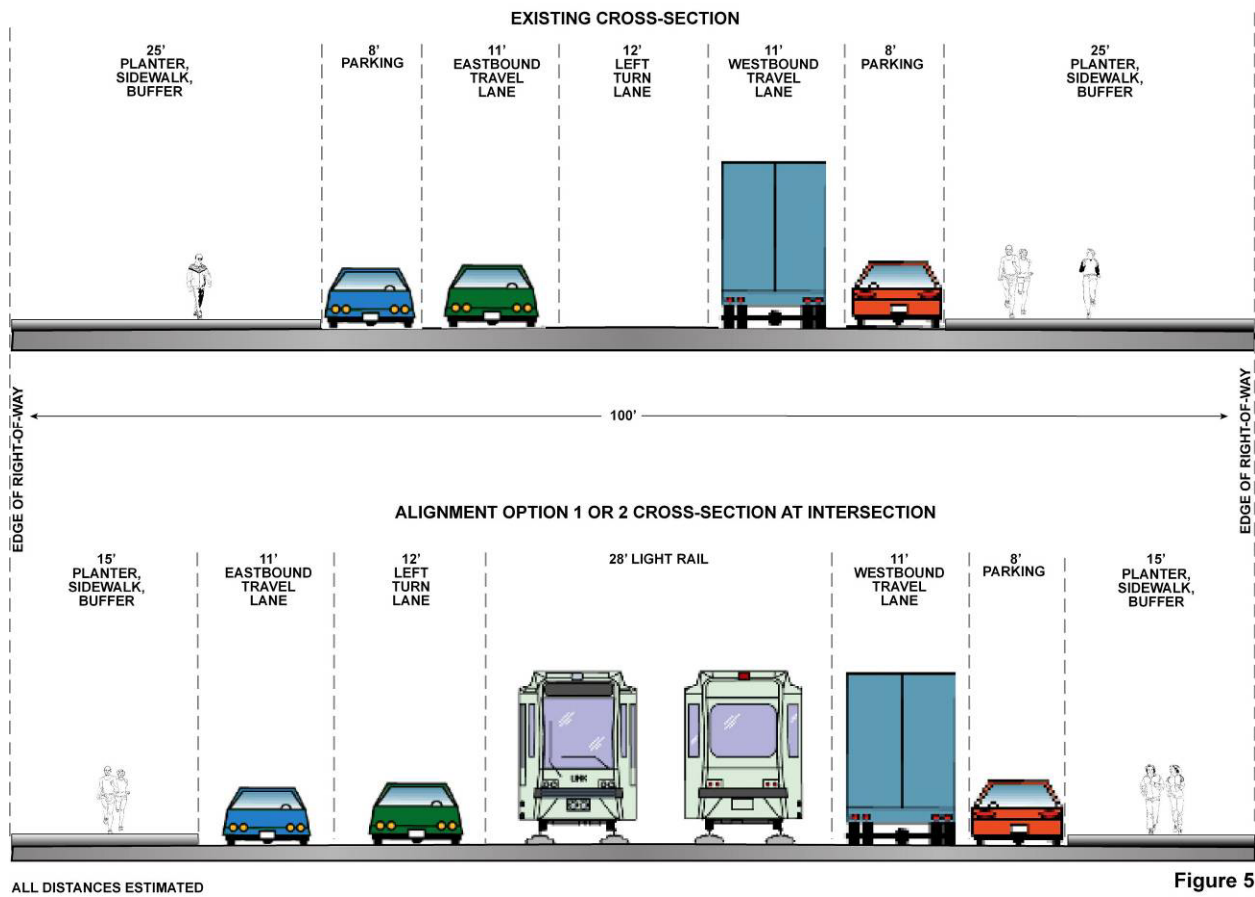 EXISTING CROSS-SECTION
25'
PLANTER,
SIDEWALK,
BUFFER
8'
PARKING
11'
EASTBOUND
TRAVEL
LANE
12'
LEFT
TURN
LANE
11'
WESTBOUND
TRAVEL
LANE
8'
PARKING
25'
PLANTER,
SIDEWALK,
BUFFER
EDGE OF RIGHT-OF-WAY
100'
EDGE OF RIGHT-OF-WAY
ALIGNMENT OPTION 1 OR 2 CROSS-SECTION AT INTERSECTION
15'
PLANTER,
SIDEWALK,
BUFFER
11'
EASTBOUND
TRAVEL
LANE
12'
LEFT
TURN
LANE
28' LIGHT RAIL
11'
WESTBOUND
TRAVEL
LANE
8'
PARKING
15'
PLANTER,
SIDEWALK,
BUFFER
LINK
ALL DISTANCES ESTIMATED
Figure 5